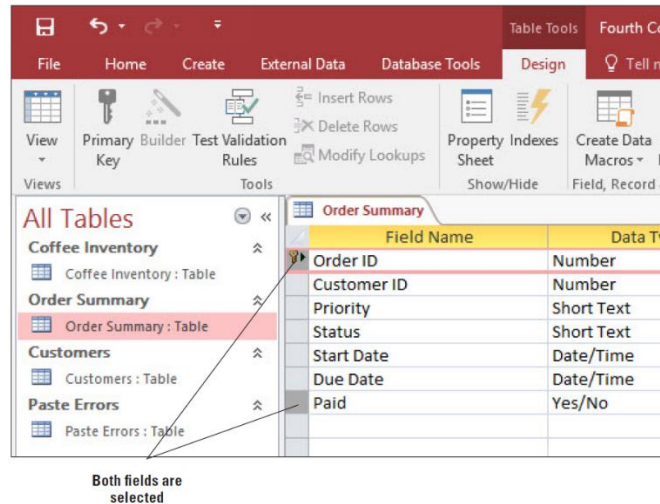 Table Tools Fourth Co
File Home Create External Data Database Tools Design Tell
View Primary Key Builder Test Validation Rules Insert Rows Delete Rows Modify Lookups Property Sheet Indexes Create Data Macros
Views Tools Show/Hide Field, Record
All Tables
Coffee Inventory
Coffee Inventory : Table
Order Summary
Order Summary : Table
Customers
Customers : Table
Paste Errors
Paste Errors : Table
Order Summary
Field Name Data Ty
Order ID Number
Customer ID Number
Priority Short Text
Status Short Text
Start Date Date/Time
Due Date Date/Time
Paid Yes/No
Both fields are
selected